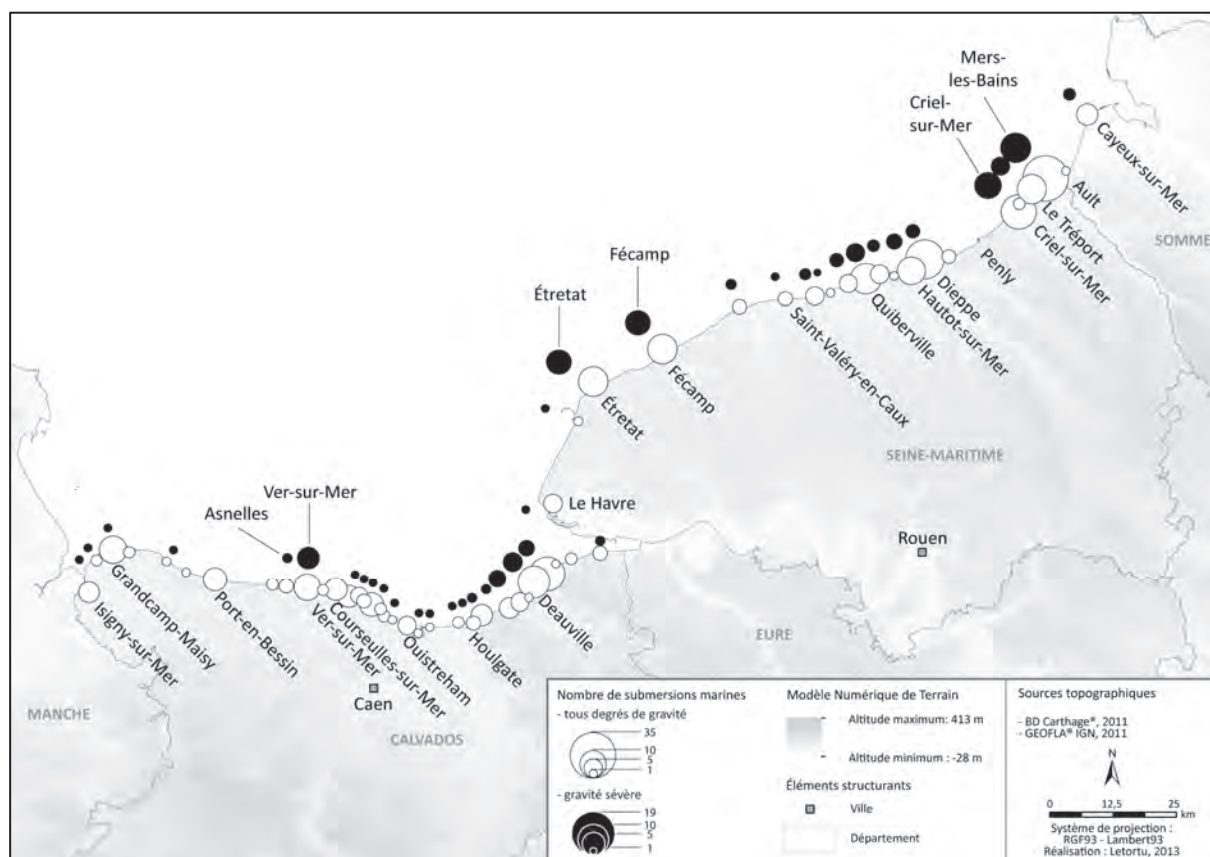 Mers-
les-Bains
Criel-
sur-Mer
Cayeux-sur-Mer
Ault
Le Tréport
Criel-sur-Mer
SOMME
Penly
Dieppe
Hautot-sur-Mer
Quiberville
Saint-Valéry-en-Caux
Fécamp
Fécamp
Étretat
Étretat
SEINE-MARITIME
Le Havre
Rouen
Ver-sur-Mer
Asnelles
Grandcamp-Maisy
Isigny-sur-Mer
Port-en-Bessin
Ver-sur-Mer
Courseulles-sur-Mer
Ouistreham
Houlgate
Deauville
Caen
MANCHE
CALVADOS
EURE
Nombre de submersions marines
- tous degrés de gravité
35
10
5
1
- gravité sévère
19
10
5
1
Modèle Numérique de Terrain
Altitude maximum: 413 m
Altitude minimum : -28 m
Éléments structurants
Ville
Département
Sources topographiques
- BD Carthage®, 2011
- GEOFLA® IGN, 2011
N
0 12,5 25
km
Système de projection :
RGF93 - Lambert93
Réalisation : Letortu, 2013